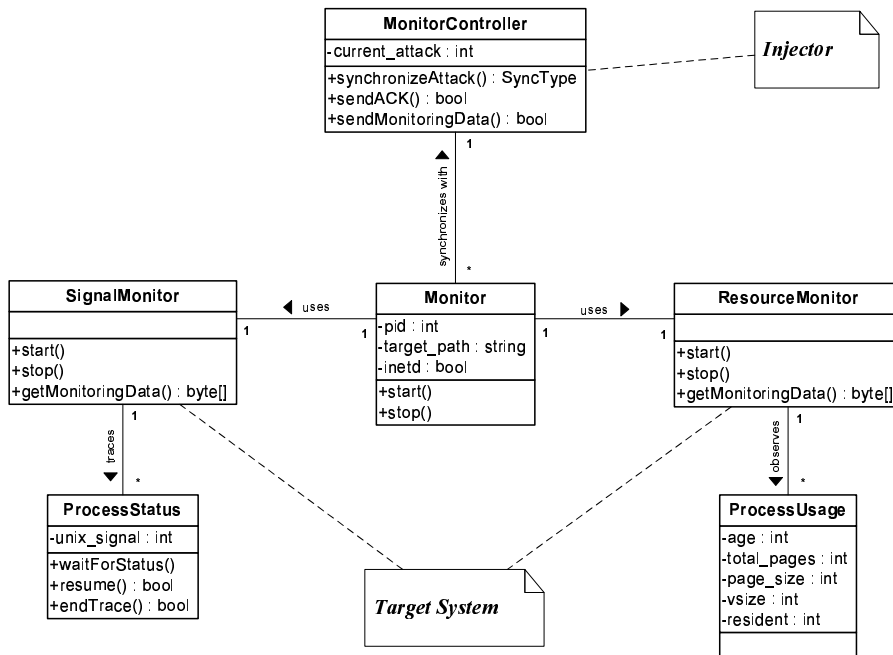 MonitorController
-current_attack : int
+synchronizeAttack() : SyncType
+sendACK() : bool
+sendMonitoringData() : bool
Injector
1
synchronizes with
*
SignalMonitor
+start()
+stop()
+getMonitoringData() : byte[]
uses
1
1
Monitor
-pid : int
-target_path : string
-inetd : bool
+start()
+stop()
uses
1
1
ResourceMonitor
+start()
+stop()
+getMonitoringData() : byte[]
1
traces
*
1
observes
*
ProcessStatus
-unix_signal : int
+waitForStatus()
+resume() : bool
+endTrace() : bool
Target System
ProcessUsage
-age : int
-total_pages : int
-page_size : int
-vsize : int
-resident : int